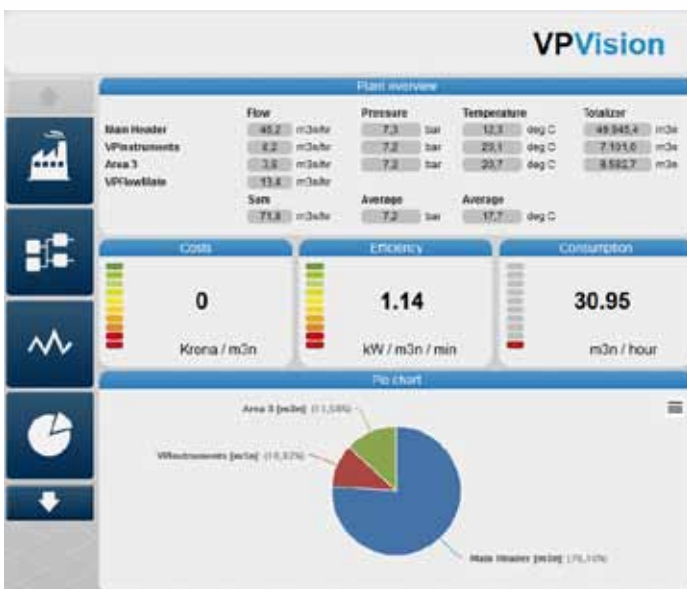 VPVision
Plant overview
Flow Pressure Temperature Totalizer
Main Header 45,2 m3n/hr 7,3 bar 12,3 deg C 49 945,4 m3n
VPInstruments 8,2 m3n/hr 7,2 bar 20,1 deg C 7 101,0 m3n
Area 3 3,8 m3n/hr 7,2 bar 20,7 deg C 8 592,7 m3n
VPFlowMate 13,4 m3n/hr
Sum Average Average
71,8 m3n/hr 7,2 bar 17,7 deg C
Costs Efficiency Consumption
0 1.14 30.95
Krona / m3n kW / m3n / min m3n / hour
Pie chart
Area 3 [m3n]
VPInstruments [m3n]
Main Header [m3n]